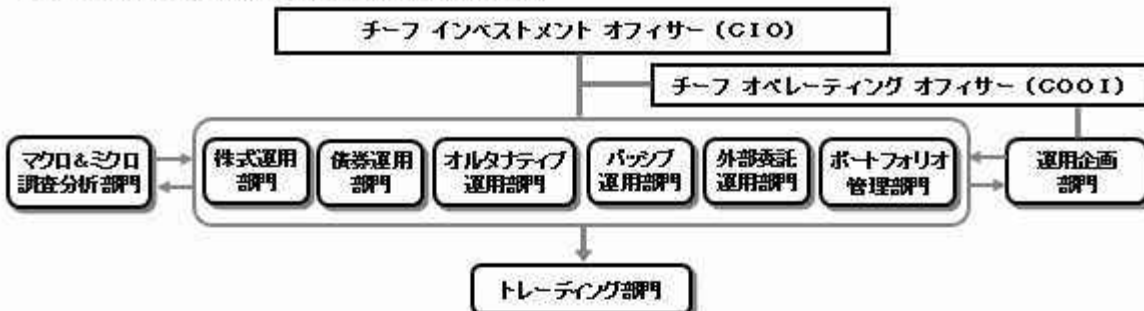 チーフ インベストメント オフィサー (CIO)
チーフ オペレーティング オフィサー (COOI)
マクロ&ミクロ
調査分析部門
株式運用
部門
債券運用
部門
オルタナティブ
運用部門
パッシブ
運用部門
外部委託
運用部門
ポートフォリオ
管理部門
運用企画
部門
トレーディング部門